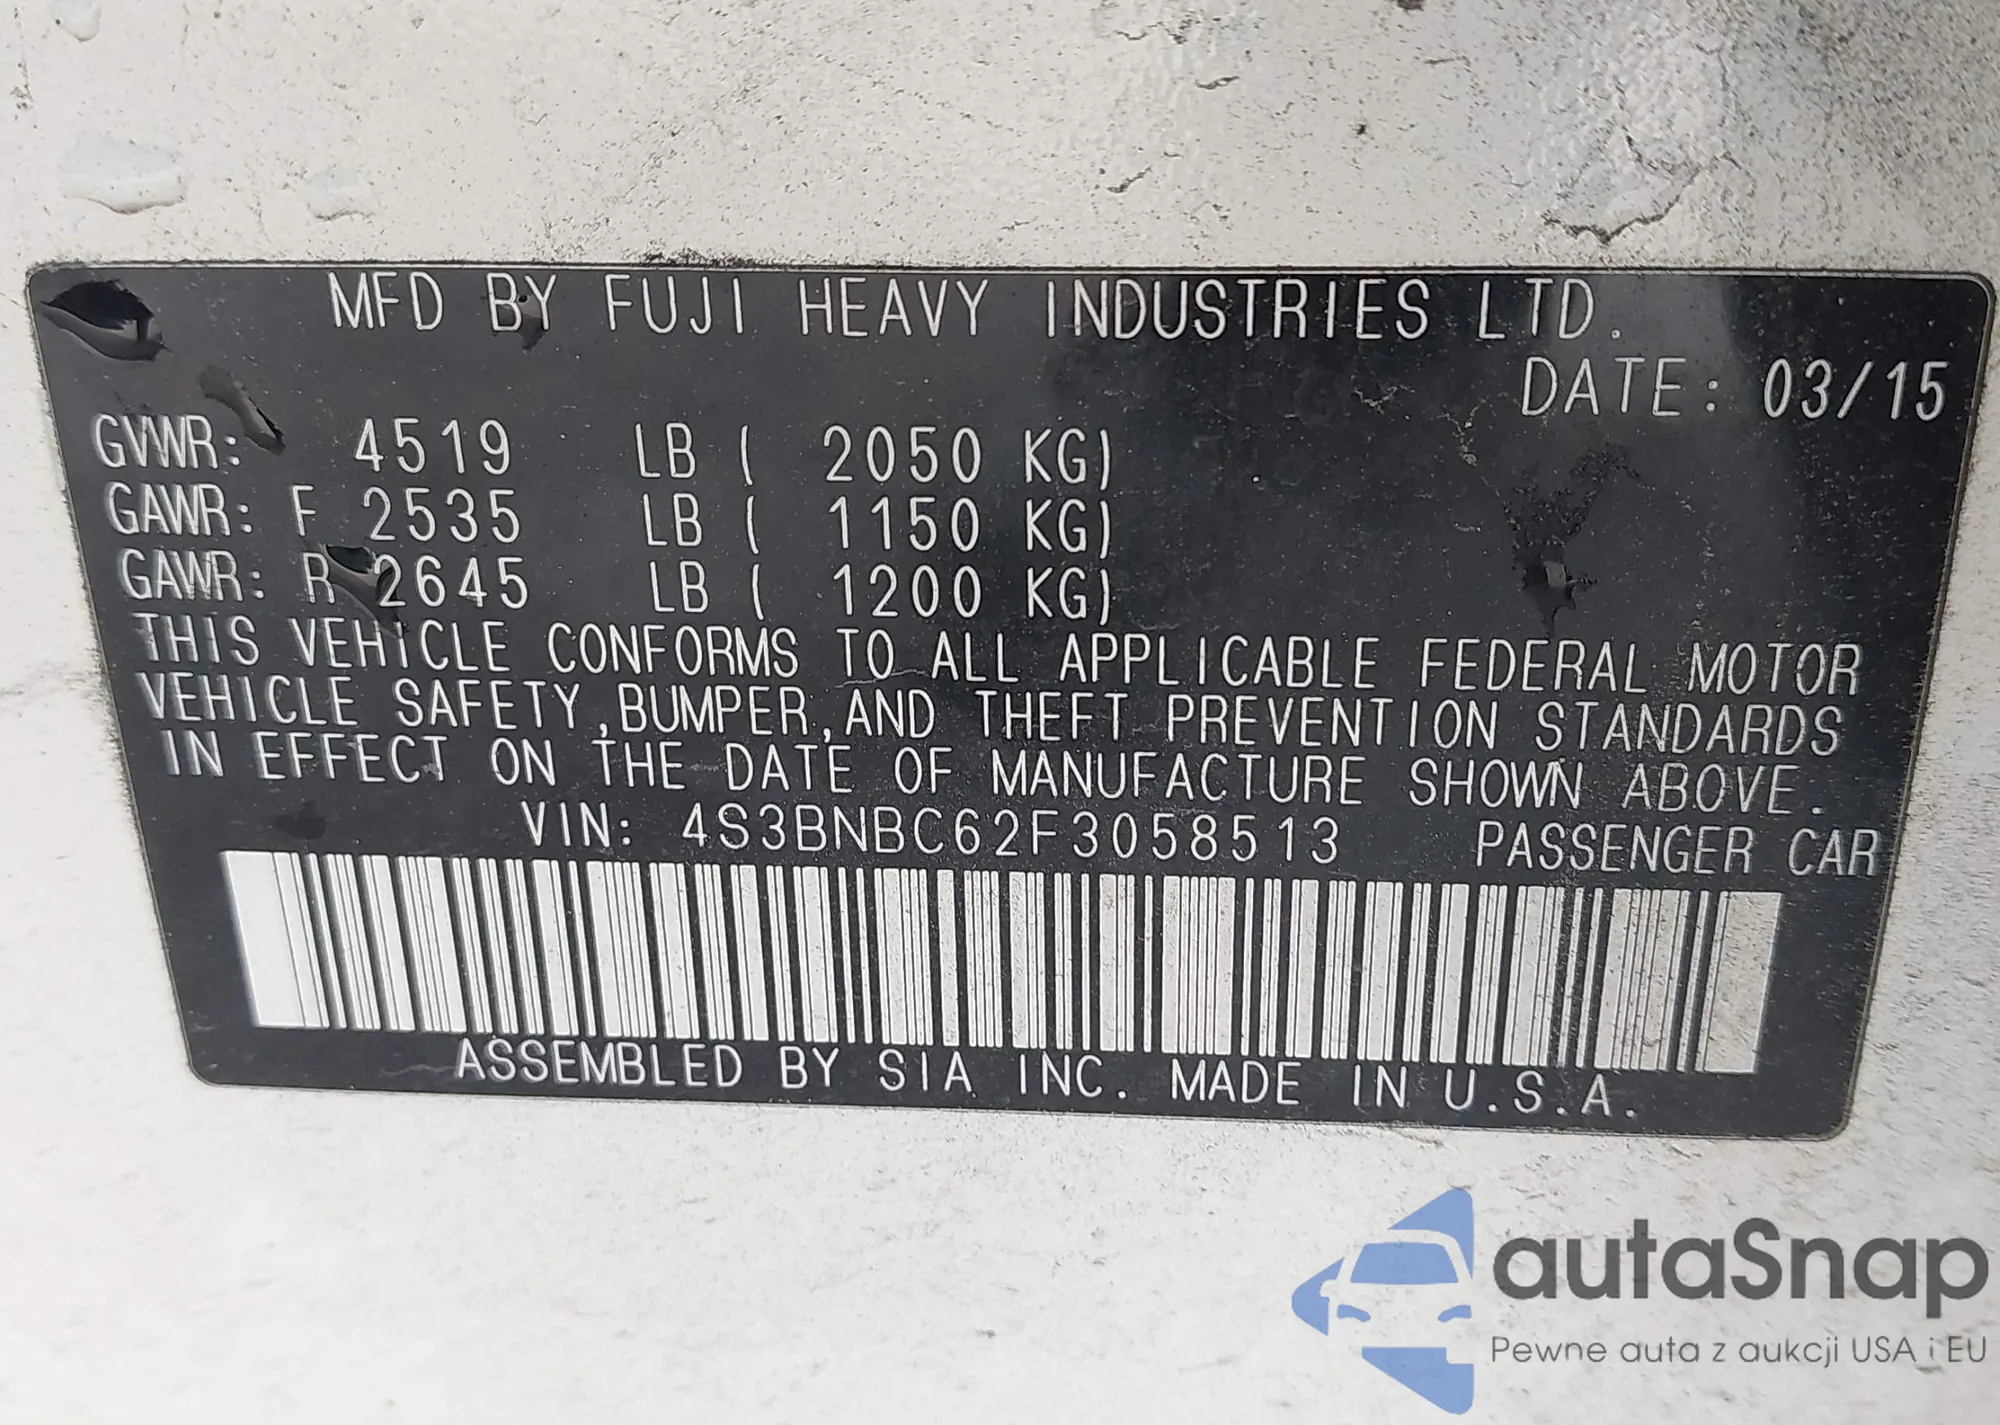 MFD BY FUJI HEAVY INDUSTRIES LTD.
DATE: 03/15
GVWR: 4519 LB ( 2050 KG)
GAWR: F 2535 LB ( 1150 KG)
GAWR: R 2645 LB ( 1200 KG)
THIS VEHICLE CONFORMS TO ALL APPLICABLE FEDERAL MOTOR
VEHICLE SAFETY,BUMPER,AND THEFT PREVENTION STANDARDS
IN EFFECT ON THE DATE OF MANUFACTURE SHOWN ABOVE.
VIN: 4S3BNBC62F3058513 PASSENGER CAR
ASSEMBLED BY SIA INC. MADE IN U.S.A.
autaSnap
Pewne auta z aukcji USA i EU